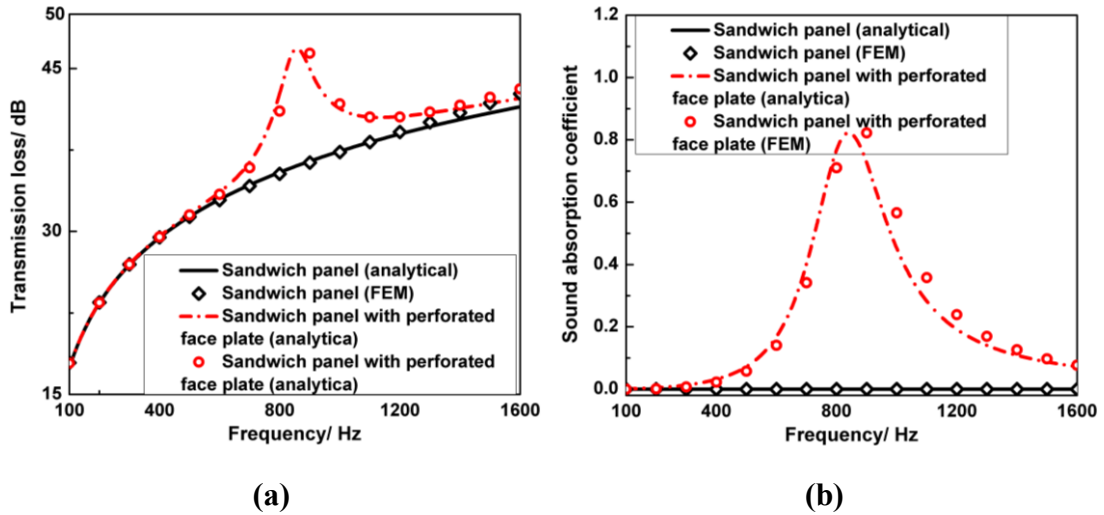 50
45
30
15
Transmission loss/ dB
Sandwich panel (analytical)
Sandwich panel (FEM)
Sandwich panel with perforated
face plate (analytica)
Sandwich panel with perforated
face plate (analytica)
100 400 800 1200 1600
Frequency/ Hz
(a)
1.2
1.0
0.8
0.6
0.4
0.2
0.0
Sound absorption coefficient
Sandwich panel (analytical)
Sandwich panel (FEM)
Sandwich panel with perforated
face plate (analytica)
Sandwich panel with perforated
face plate (FEM)
100 400 800 1200 1600
Frequency/ Hz
(b)